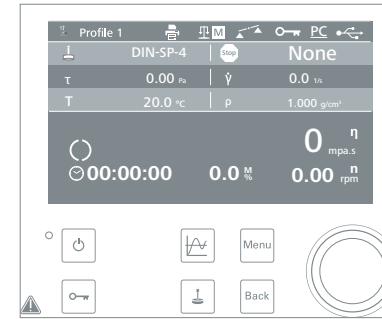 Profile 1 M PC
DIN-SP-4 Stop None
τ 0.00 Pa γ̇ 0.0 1/s
T 20.0 °C ρ 1.000 g/cm³
0 η mpa.s
00:00:00 0.0 M % 0.00 n rpm
Menu
Back